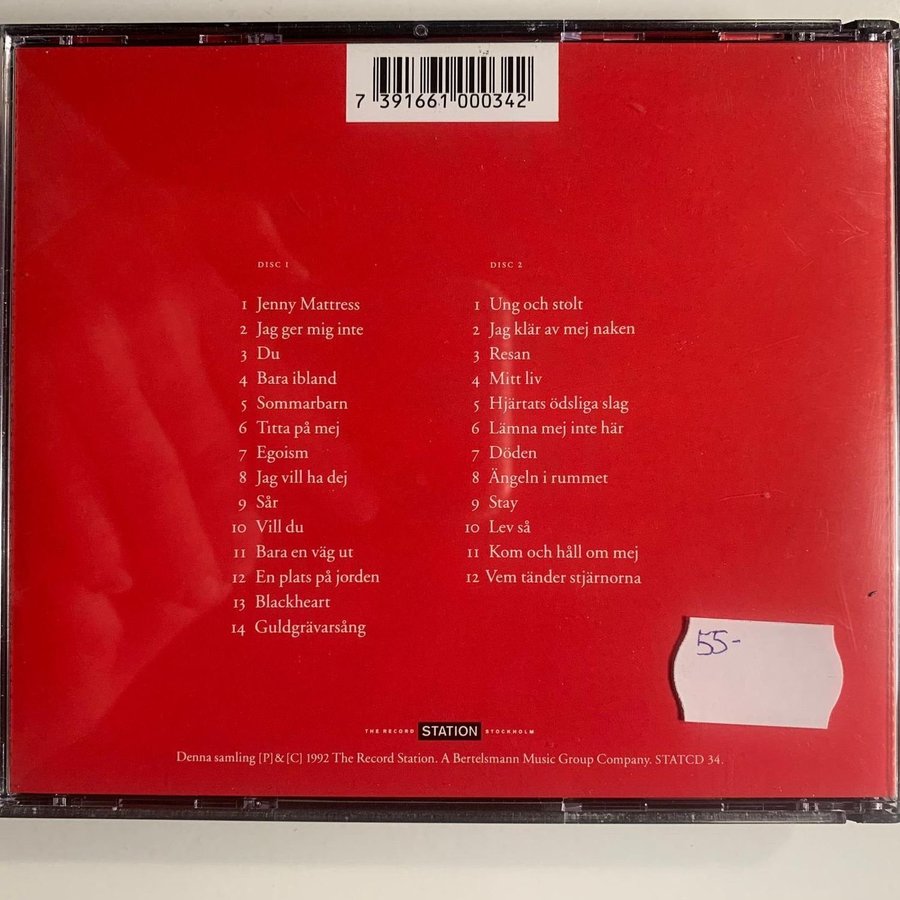 7 391661 000342
DISC 1
1 Jenny Mattress
2 Jag ger mig inte
3 Du
4 Bara ibland
5 Sommarbarn
6 Titta på mej
7 Egoism
8 Jag vill ha dej
9 Sår
10 Vill du
11 Bara en väg ut
12 En plats på jorden
13 Blackheart
14 Guldgrävarsång
DISC 2
1 Ung och stolt
2 Jag klär av mej naken
3 Resan
4 Mitt liv
5 Hjärtats ödsliga slag
6 Lämna mej inte här
7 Döden
8 Ängeln i rummet
9 Stay
10 Lev så
11 Kom och håll om mej
12 Vem tänder stjärnorna
55-
THE RECORD STATION STOCKHOLM
Denna samling [P] & [C] 1992 The Record Station. A Bertelsmann Music Group Company. STATCD 34.